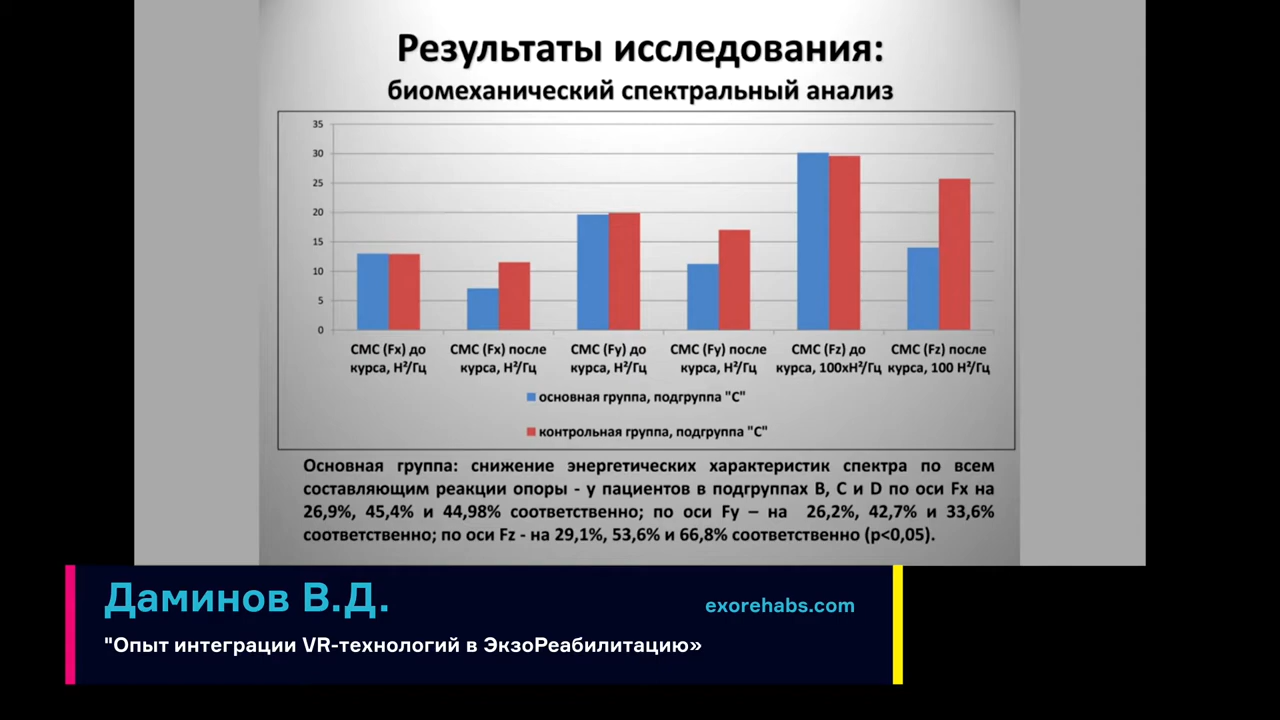 Результаты исследования:
биомеханический спектральный анализ
35
30
25
20
15
10
5
0
СМС (Fx) до курса, Н²/Гц
СМС (Fx) после курса, Н²/Гц
СМС (Fy) до курса, Н²/Гц
СМС (Fy) после курса, Н²/Гц
СМС (Fz) до курса, 100хН²/Гц
СМС (Fz) после курса, 100 Н²/Гц
основная группа, подгруппа "С"
контрольная группа, подгруппа "С"
Основная группа: снижение энергетических характеристик спектра по всем
составляющим реакции опоры - у пациентов в подгруппах В, С и D по оси Fx на
26,9%, 45,4% и 44,98% соответственно; по оси Fy – на 26,2%, 42,7% и 33,6%
соответственно; по оси Fz - на 29,1%, 53,6% и 66,8% соответственно (p<0,05).
Даминов В.Д.
exorehabs.com
"Опыт интеграции VR-технологий в ЭкзоРеабилитацию»